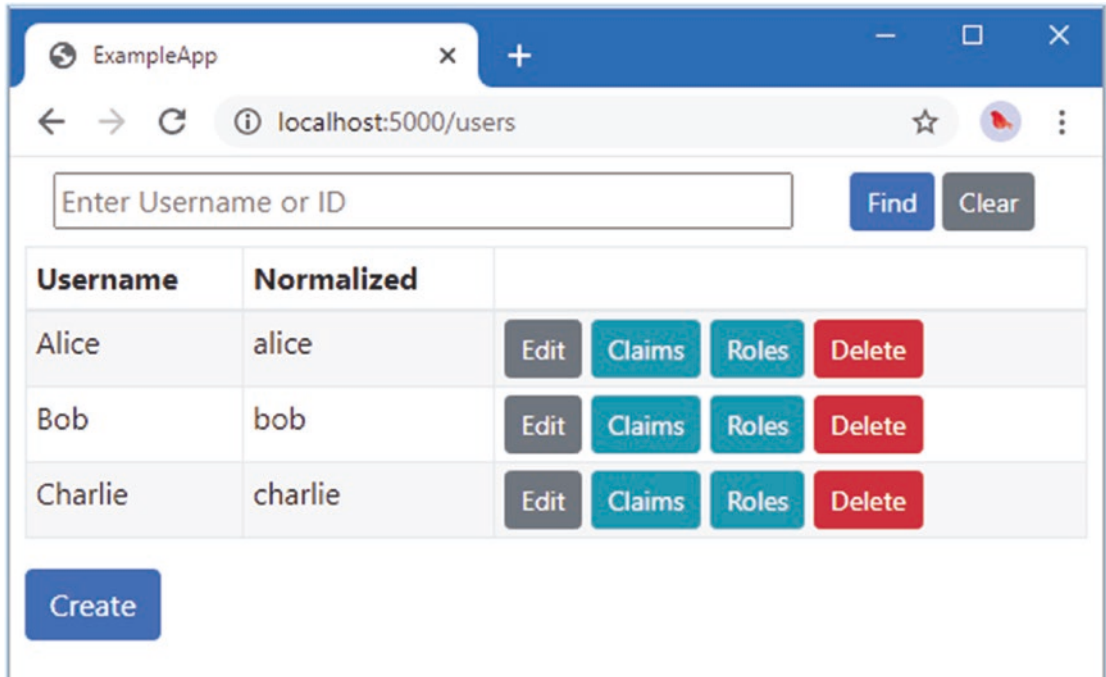 ExampleApp
localhost:5000/users
Enter Username or ID Find Clear
Username Normalized
Alice alice Edit Claims Roles Delete
Bob bob Edit Claims Roles Delete
Charlie charlie Edit Claims Roles Delete
Create